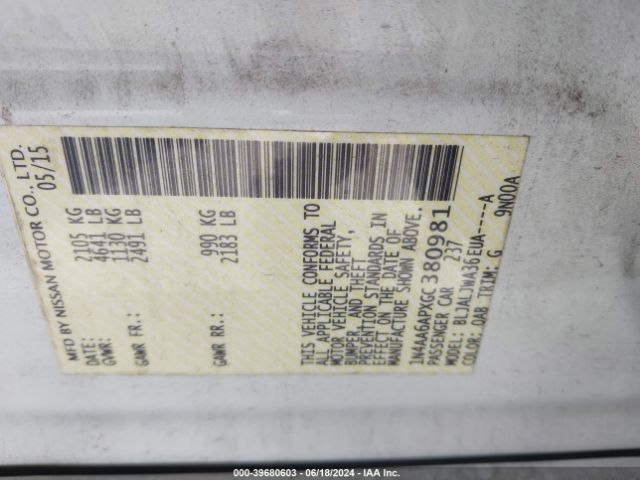 MFD BY NISSAN MOTOR CO., LTD.
DATE: 05/15
GVWR: 2105 KG
4641 LB
GAWR FR.: 1130 KG
2491 LB
GAWR RR.: 990 KG
2183 LB
THIS VEHICLE CONFORMS TO
ALL APPLICABLE FEDERAL
MOTOR VEHICLE SAFETY,
BUMPER, AND THEFT
PREVENTION STANDARDS IN
EFFECT ON THE DATE OF
MANUFACTURE SHOWN ABOVE.
1N4AA6APXGC380981
PASSENGER CAR 237
MODEL: BLJALJWA36EUA----A
COLOR: QAB TRIM: G 9N00A
000-39680603 - 06/18/2024 - IAA Inc.